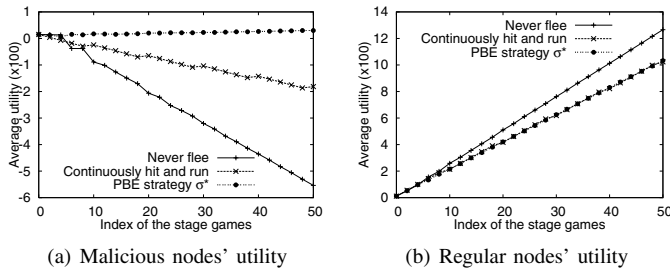 1
0
-1
-2
-3
-4
-5
-6
Average utility (x100)
Never flee
Continuously hit and run
PBE strategy σ*
0 10 20 30 40 50
Index of the stage games
(a) Malicious nodes' utility
14
12
10
8
6
4
2
0
Average utility (x100)
Never flee
Continuously hit and run
PBE strategy σ*
0 10 20 30 40 50
Index of the stage games
(b) Regular nodes' utility